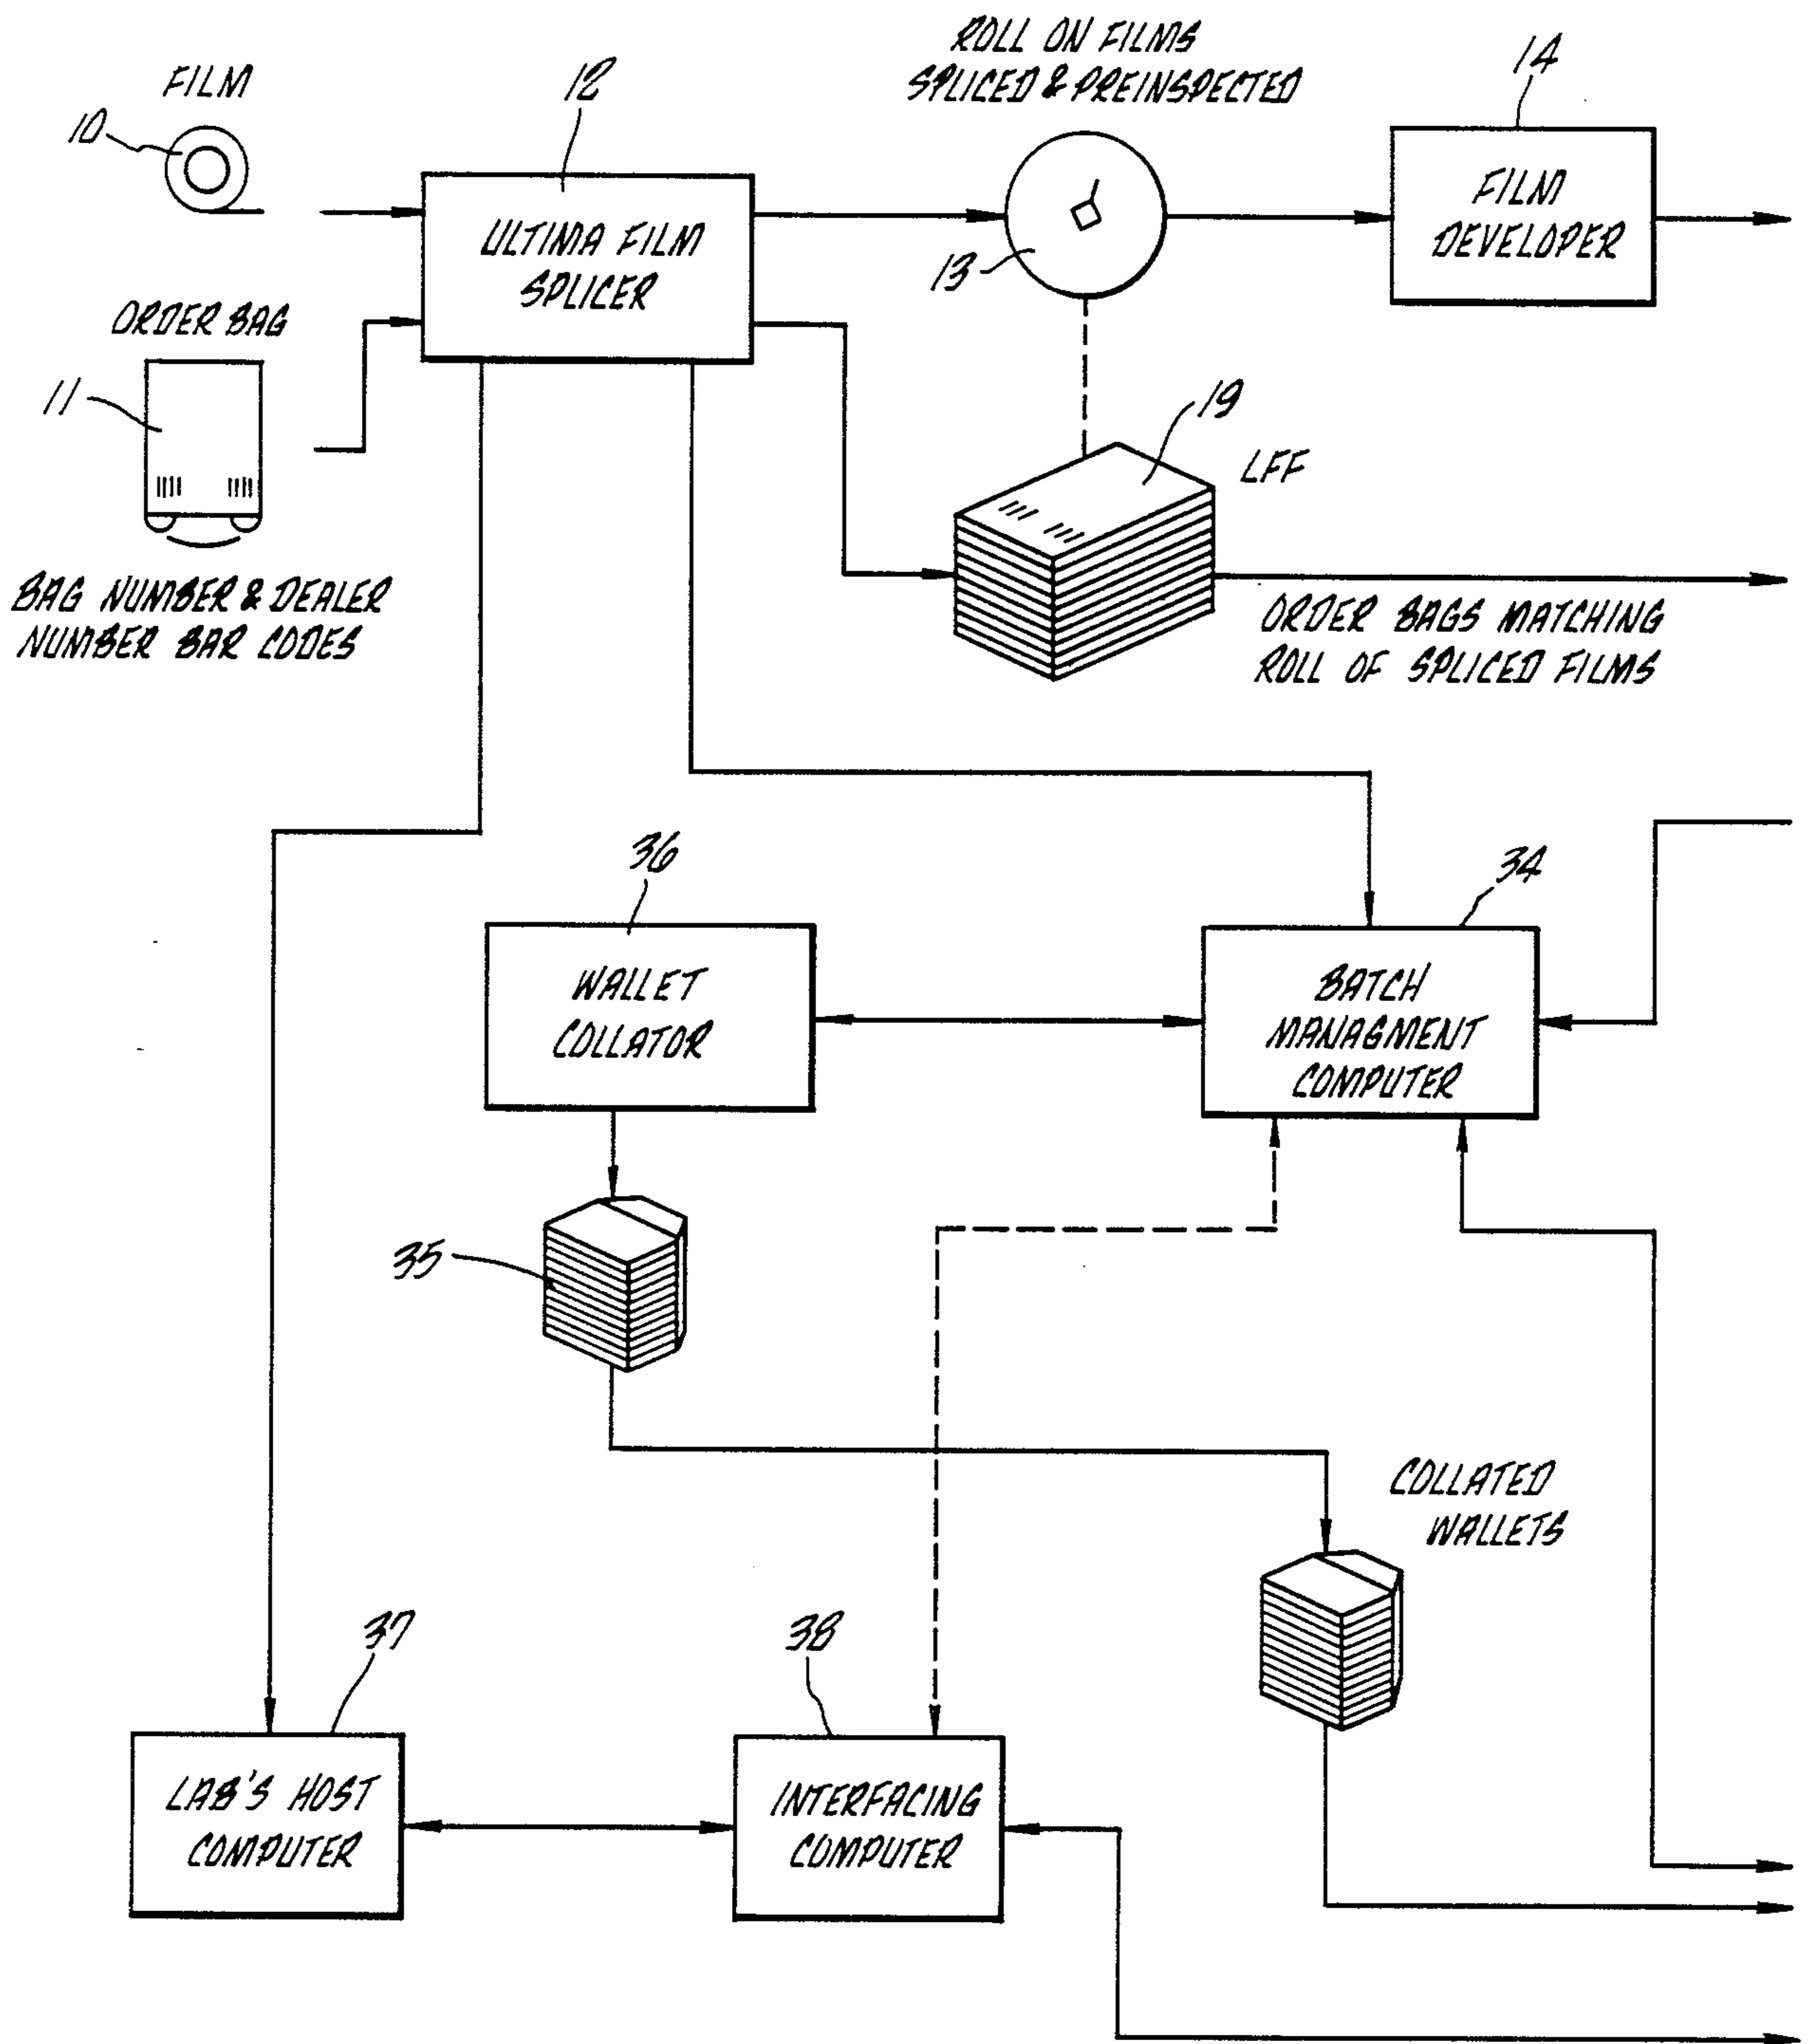 FILM
10
12
ROLL ON FILMS
SPLICED & PREINSPECTED
14
ULTIMA FILM
SPLICER
13
FILM
DEVELOPER
ORDER BAG
11
BAG NUMBER & DEALER
NUMBER BAR CODES
19
LFF
ORDER BAGS MATCHING
ROLL OF SPLICED FILMS
36
WALLET
COLLATOR
34
BATCH
MANAGMENT
COMPUTER
35
COLLATED
WALLETS
37
LAB'S HOST
COMPUTER
38
INTERFACING
COMPUTER